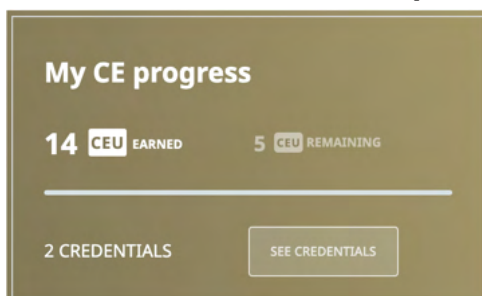 My CE progress
14 CEU EARNED 5 CEU REMAINING
2 CREDENTIALS SEE CREDENTIALS